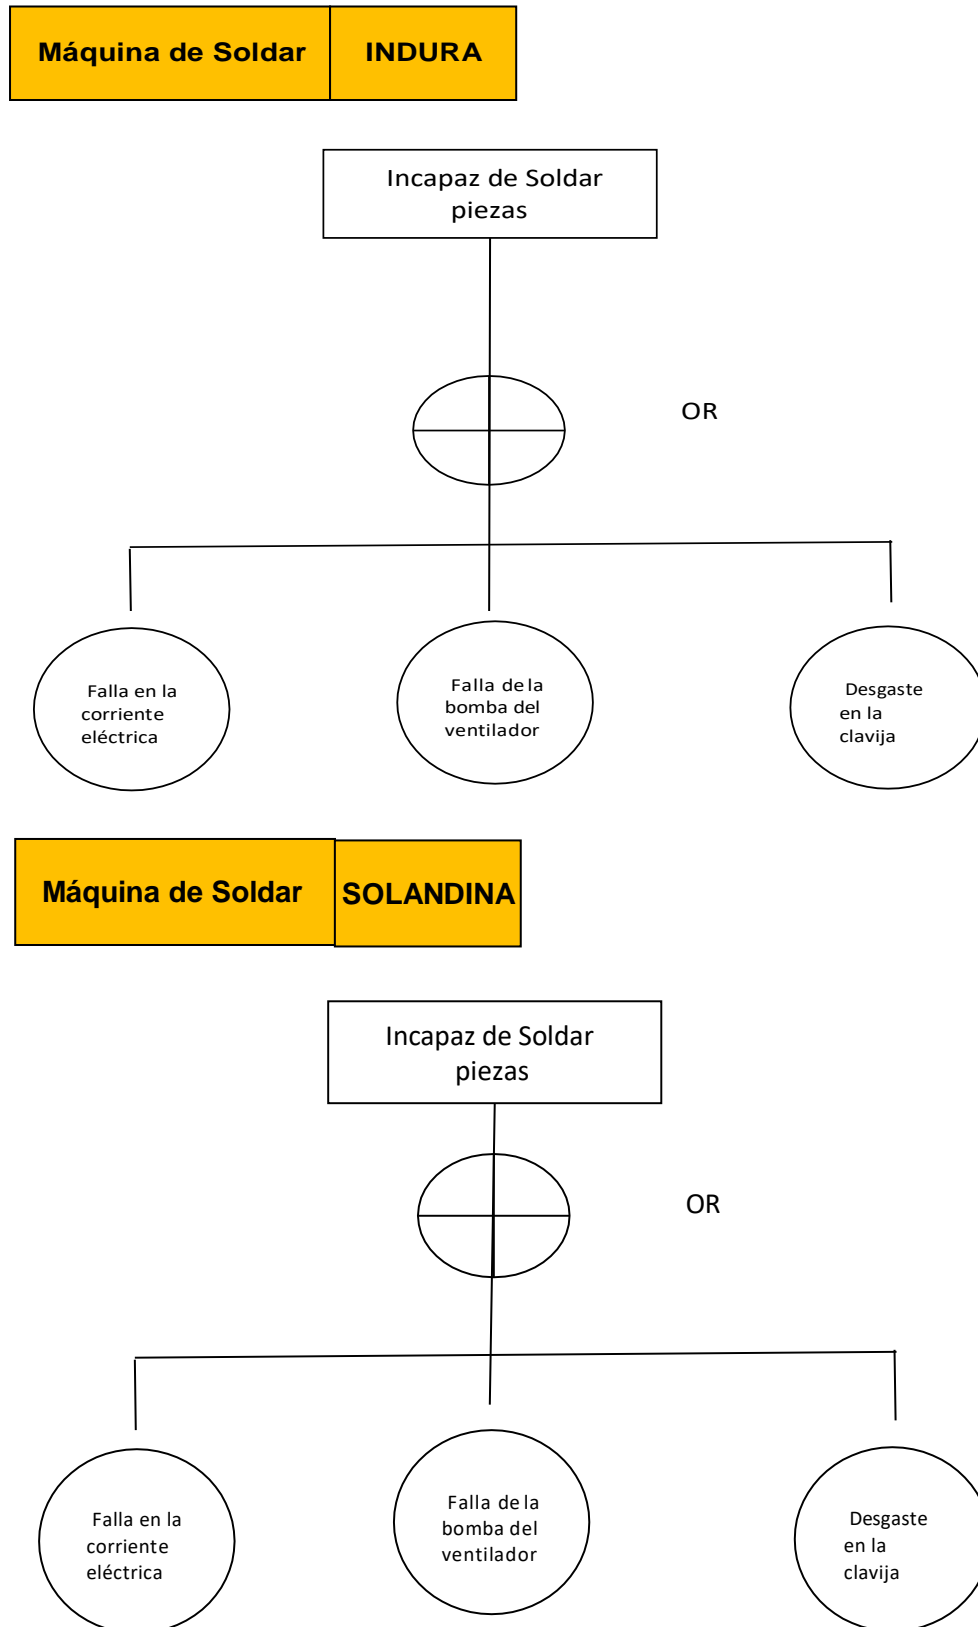 Máquina de Soldar INDURA
Incapaz de Soldar
piezas
OR
Falla en la
corriente
eléctrica
Falla de la
bomba del
ventilador
Desgaste
en la
clavija
Máquina de Soldar SOLANDINA
Incapaz de Soldar
piezas
OR
Falla en la
corriente
eléctrica
Falla de la
bomba del
ventilador
Desgaste
en la
clavija